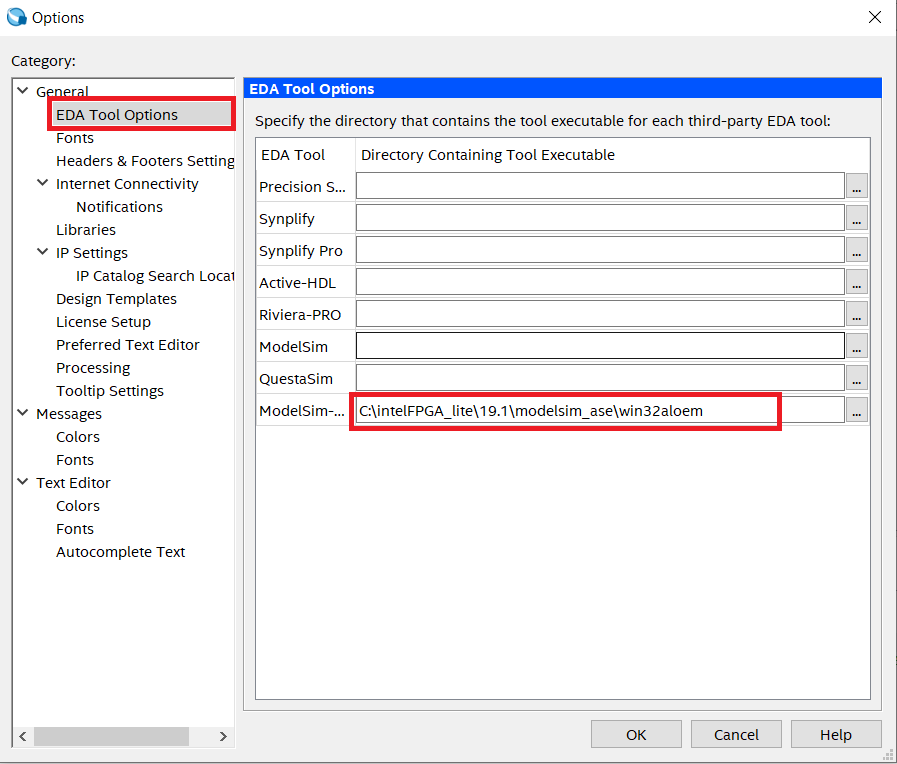 Options
Category:
General
EDA Tool Options
Fonts
Headers & Footers Setting
Internet Connectivity
Notifications
Libraries
IP Settings
IP Catalog Search Locat
Design Templates
License Setup
Preferred Text Editor
Processing
Tooltip Settings
Messages
Colors
Fonts
Text Editor
Colors
Fonts
Autocomplete Text
EDA Tool Options
Specify the directory that contains the tool executable for each third-party EDA tool:
EDA Tool Directory Containing Tool Executable
Precision S... ...
Synplify ...
Synplify Pro ...
Active-HDL ...
Riviera-PRO ...
ModelSim ...
QuestaSim ...
ModelSim-... C:\intelFPGA_lite\19.1\modelsim_ase\win32aloem ...
OK Cancel Help